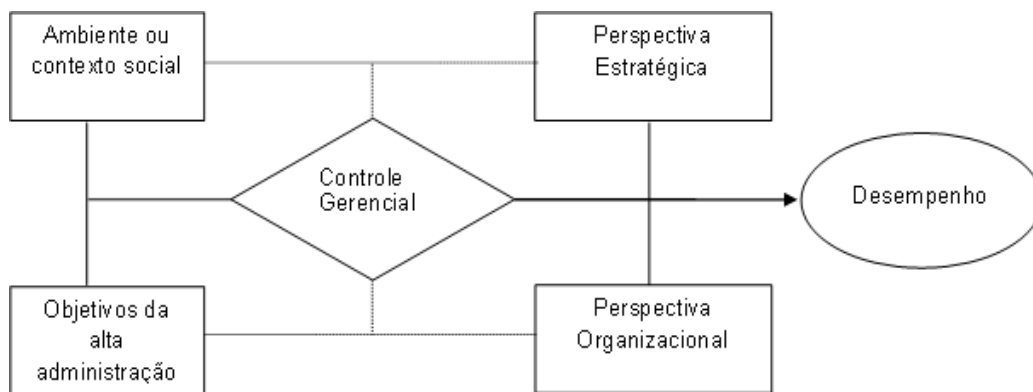 Ambiente ou
contexto social
Perspectiva
Estratégica
Controle
Gerencial
Desempenho
Objetivos da
alta
administração
Perspectiva
Organizacional